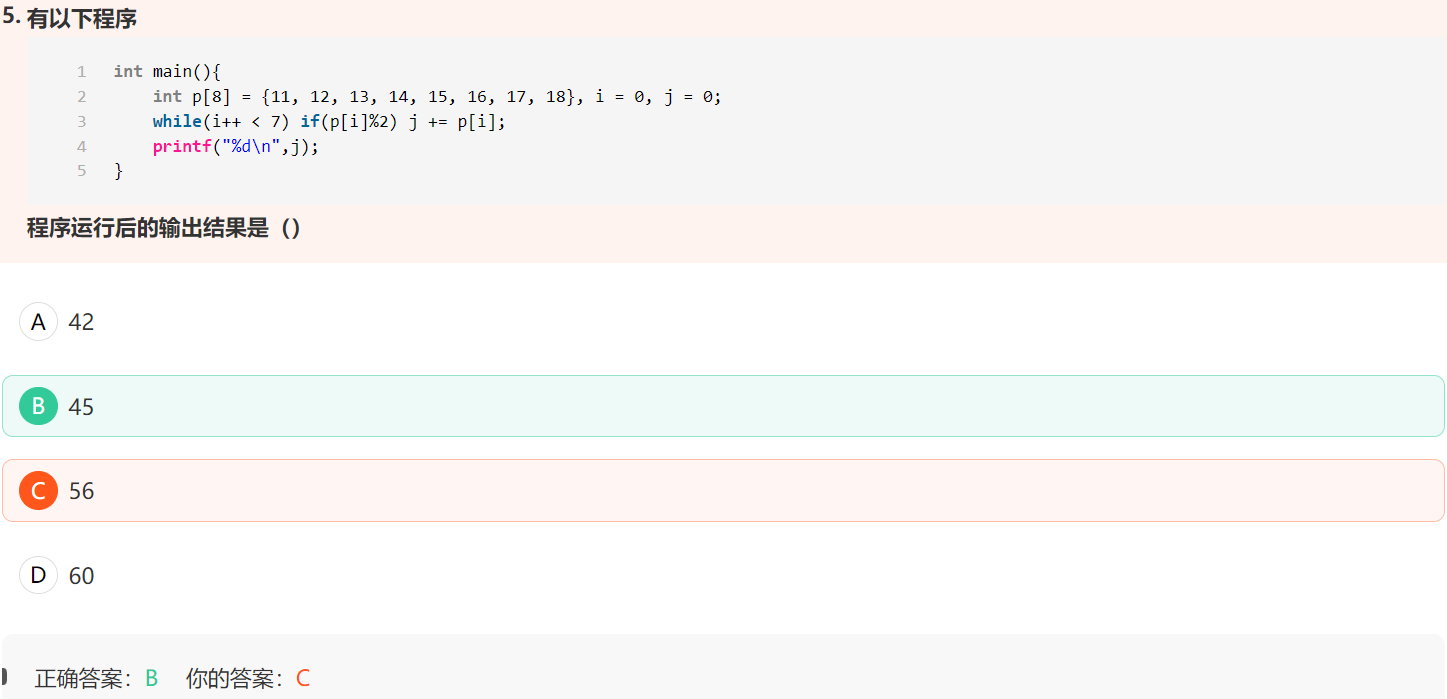 5. 有以下程序
1 int main(){
2 int p[8] = {11, 12, 13, 14, 15, 16, 17, 18}, i = 0, j = 0;
3 while(i++ < 7) if(p[i]%2) j += p[i];
4 printf("%d\n",j);
5 }
程序运行后的输出结果是（）
A 42
B 45
C 56
D 60
正确答案：B 你的答案：C